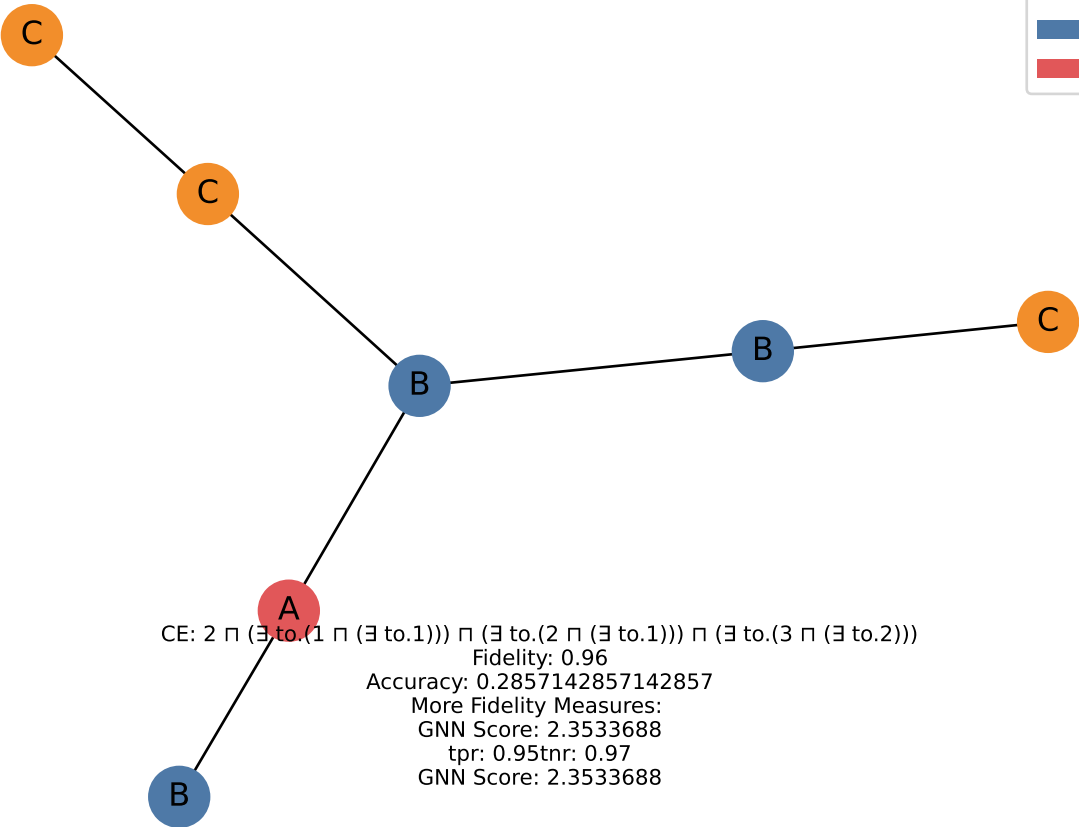 C
C
C
B
B
A
CE: 2 ⊓ (∃ to.(1 ⊓ (∃ to.1))) ⊓ (∃ to.(2 ⊓ (∃ to.1))) ⊓ (∃ to.(3 ⊓ (∃ to.2)))
Fidelity: 0.96
Accuracy: 0.2857142857142857
More Fidelity Measures:
GNN Score: 2.3533688
tpr: 0.95tnr: 0.97
GNN Score: 2.3533688
B